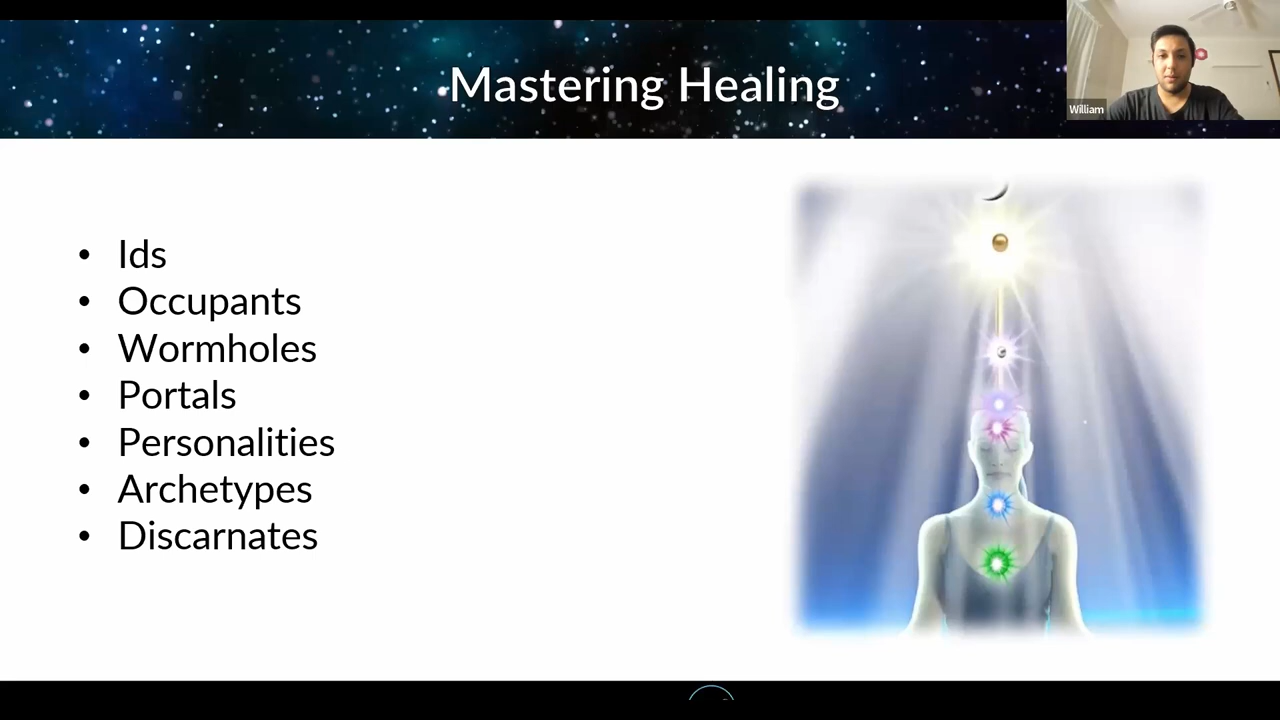 Mastering Healing
William
• Ids
• Occupants
• Wormholes
• Portals
• Personalities
• Archetypes
• Discarnates